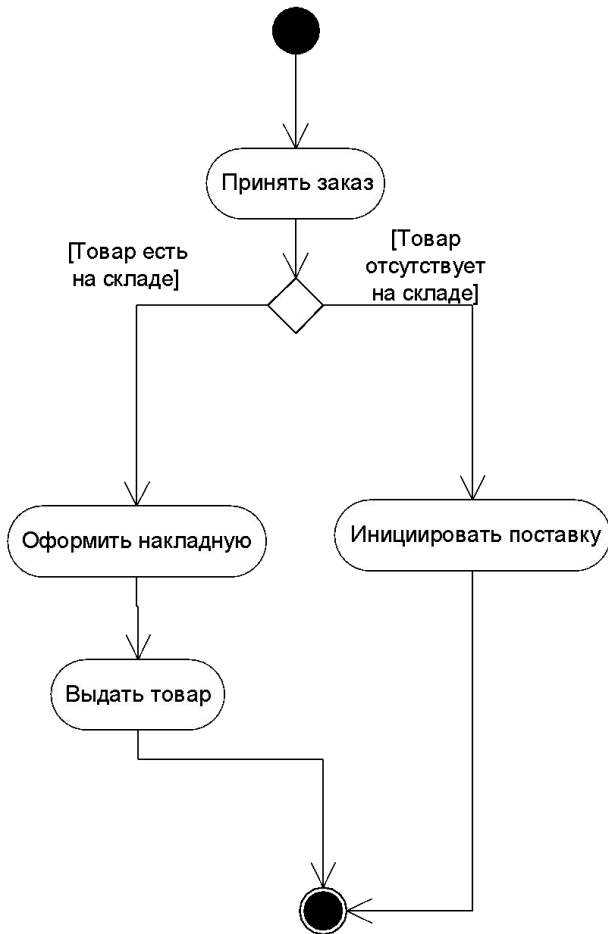 Принять заказ
[Товар есть
на складе]
[Товар
отсутствует
на складе]
Оформить накладную
Инициировать поставку
Выдать товар